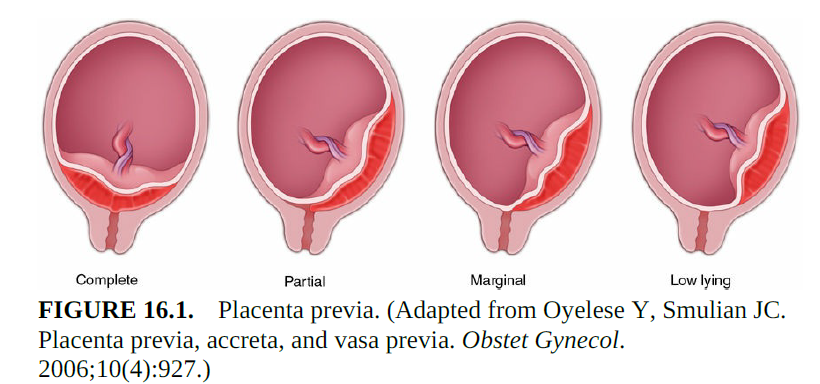 Complete
Partial
Marginal
Low lying
FIGURE 16.1. Placenta previa. (Adapted from Oyelese Y, Smulian JC.
Placenta previa, accreta, and vasa previa. Obstet Gynecol.
2006;10(4):927.)